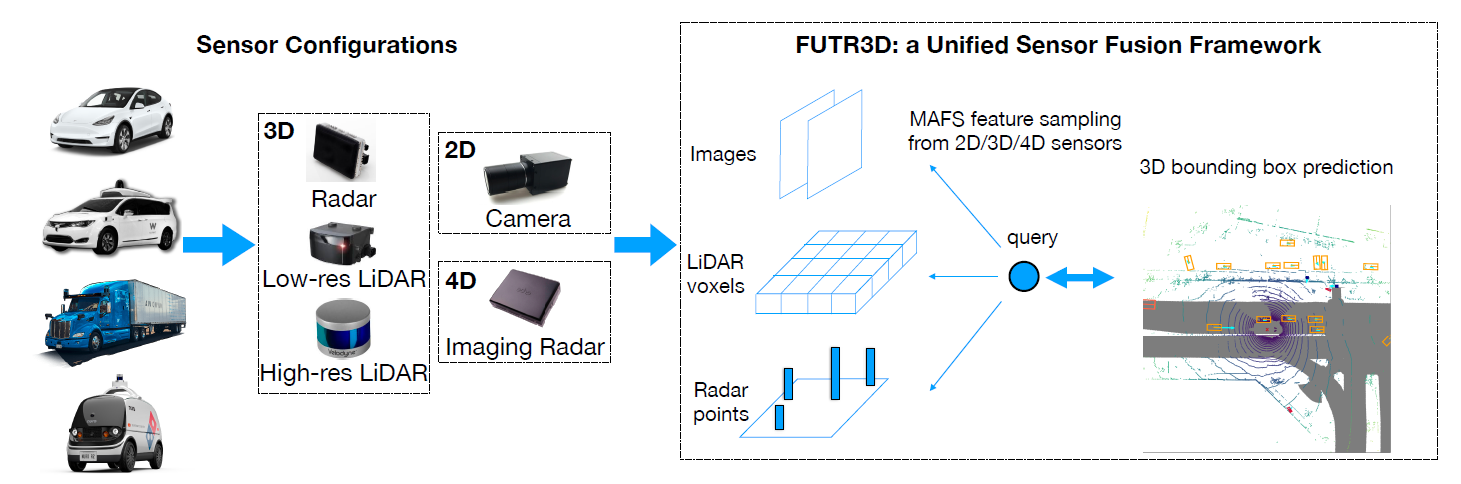 Sensor Configurations
3D
Radar
Low-res LiDAR
Velodyne
High-res LiDAR
2D
Camera
4D
Imaging Radar
FUTR3D: a Unified Sensor Fusion Framework
Images
LiDAR
voxels
Radar
points
MAFS feature sampling
from 2D/3D/4D sensors
query
3D bounding box prediction
W